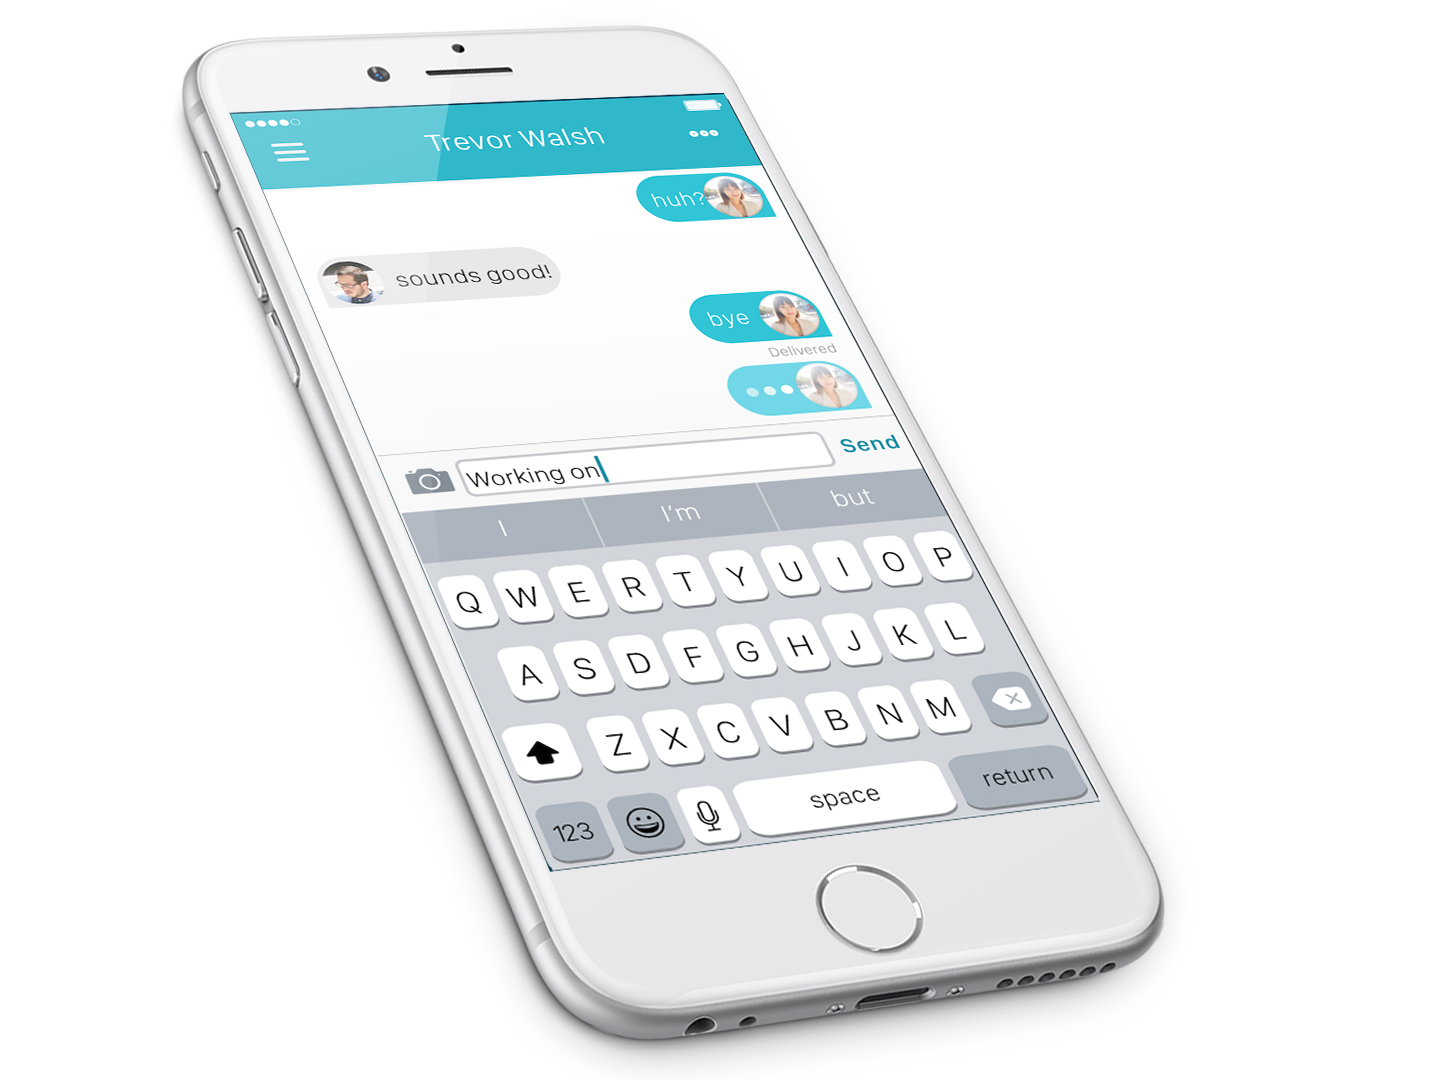 Trevor Walsh
huh?
sounds good!
bye
Delivered
Working on
Send
I I'm but
Q W E R T Y U I O P
A S D F G H J K L
Z X C V B N M
123 space return